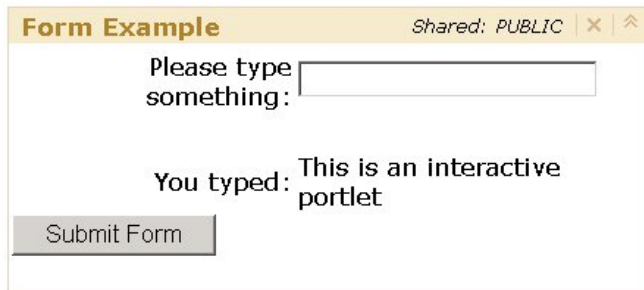 Form Example Shared: PUBLIC
Please type
something:
You typed: This is an interactive
portlet
Submit Form